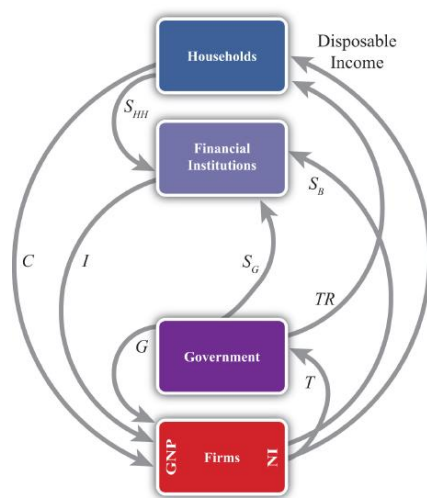 Households
Disposable
Income
S_HH
Financial
Institutions
S_B
C
I
S_G
TR
G
Government
T
GNP
Firms
NI